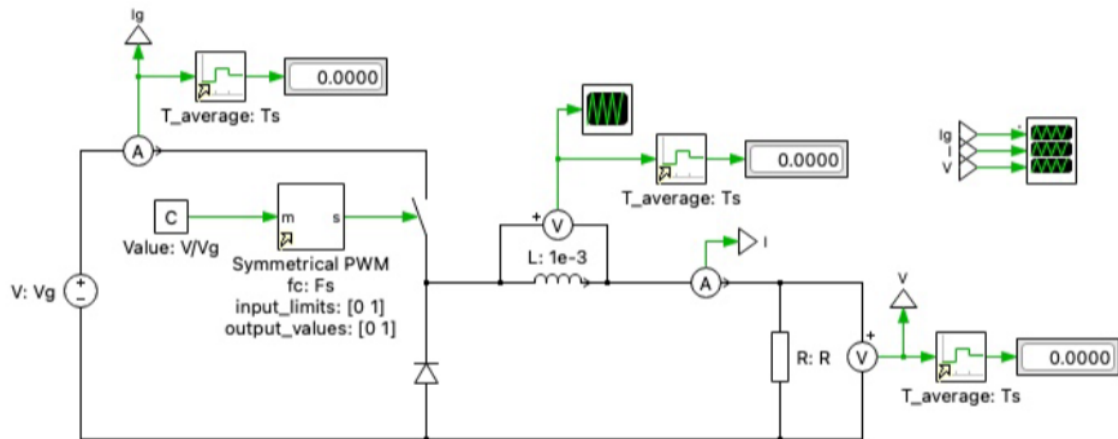 Ig
A
0.0000
T_average: Ts
C
Value: V/Vg
m s
Symmetrical PWM
fc: Fs
input_limits: [0 1]
output_values: [0 1]
V: Vg
+
−
0.0000
T_average: Ts
+
V
L: 1e-3
A
I
Ig
I
V
R: R
V
+
V
0.0000
T_average: Ts